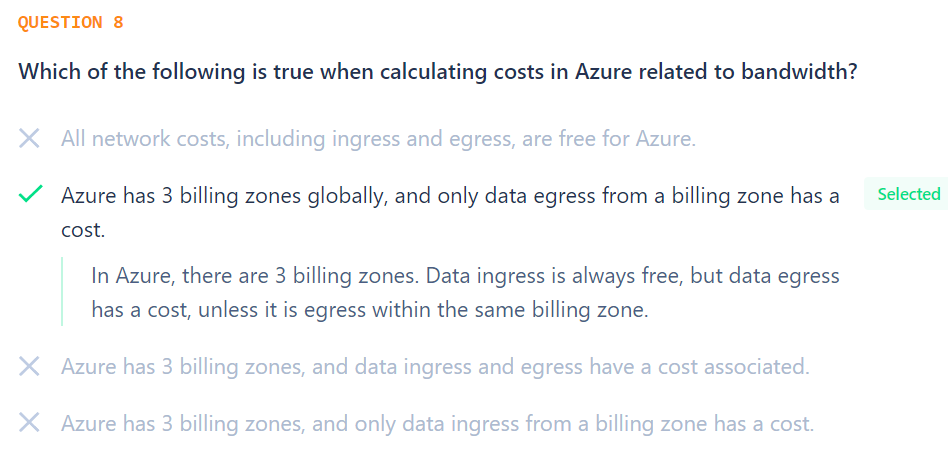 QUESTION 8
Which of the following is true when calculating costs in Azure related to bandwidth?
All network costs, including ingress and egress, are free for Azure.
Azure has 3 billing zones globally, and only data egress from a billing zone has a
Selected
cost.
In Azure, there are 3 billing zones. Data ingress is always free, but data egress
has a cost, unless it is egress within the same billing zone.
Azure has 3 billing zones, and data ingress and egress have a cost associated.
Azure has 3 billing zones, and only data ingress from a billing zone has a cost.